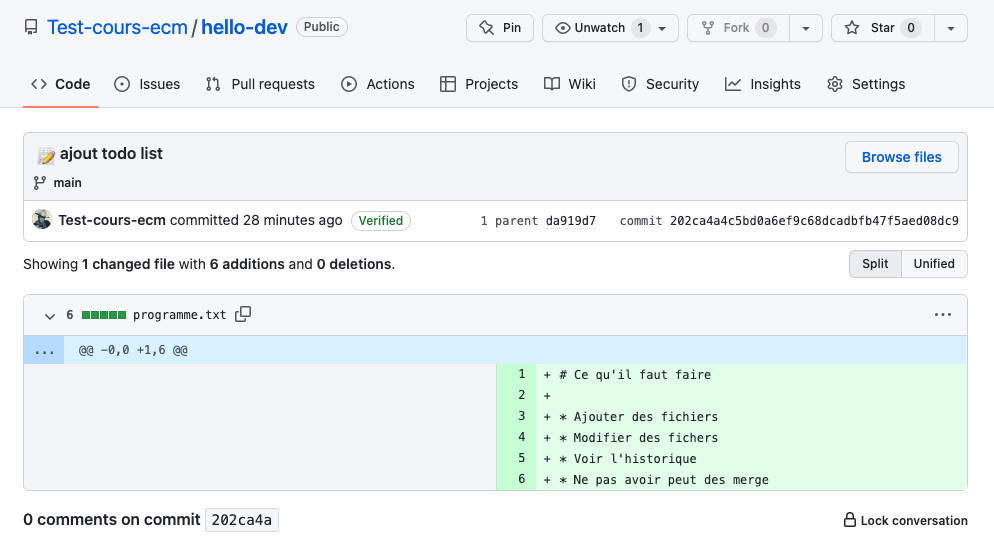 Test-cours-ecm / hello-dev Public Pin Unwatch 1 Fork 0 Star 0
Code Issues Pull requests Actions Projects Wiki Security Insights Settings
ajout todo list Browse files
main
Test-cours-ecm committed 28 minutes ago Verified 1 parent da919d7 commit 202ca4a4c5bd0a6ef9c68dcadbfb47f5aed08dc9
Showing 1 changed file with 6 additions and 0 deletions. Split Unified
6 programme.txt ...
... @@ -0,0 +1,6 @@
1 + # Ce qu'il faut faire
2 +
3 + * Ajouter des fichiers
4 + * Modifier des fichers
5 + * Voir l'historique
6 + * Ne pas avoir peut des merge
0 comments on commit 202ca4a Lock conversation